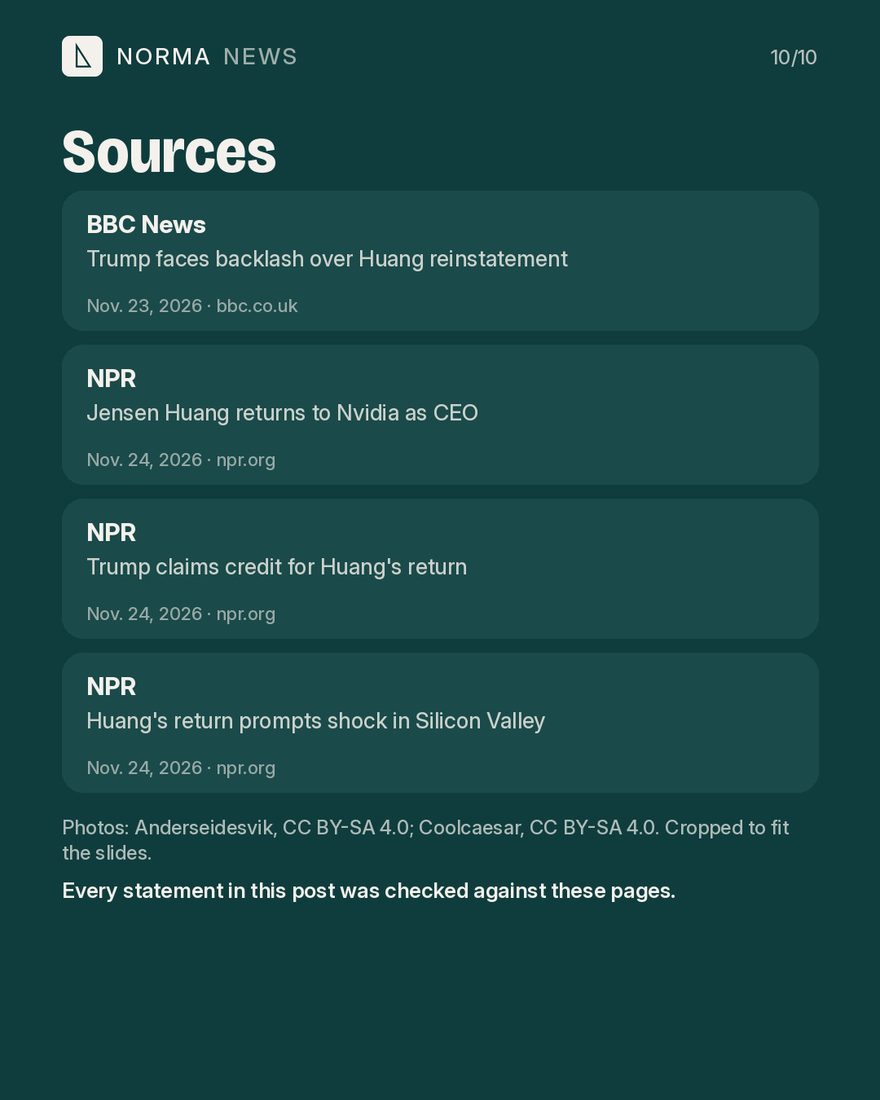 NORMA NEWS
10/10
Sources
BBC News
Trump faces backlash over Huang reinstatement
Nov. 23, 2026 · bbc.co.uk
NPR
Jensen Huang returns to Nvidia as CEO
Nov. 24, 2026 · npr.org
NPR
Trump claims credit for Huang's return
Nov. 24, 2026 · npr.org
NPR
Huang's return prompts shock in Silicon Valley
Nov. 24, 2026 · npr.org
Photos: Anderseidesvik, CC BY-SA 4.0; Coolcaesar, CC BY-SA 4.0. Cropped to fit
the slides.
Every statement in this post was checked against these pages.